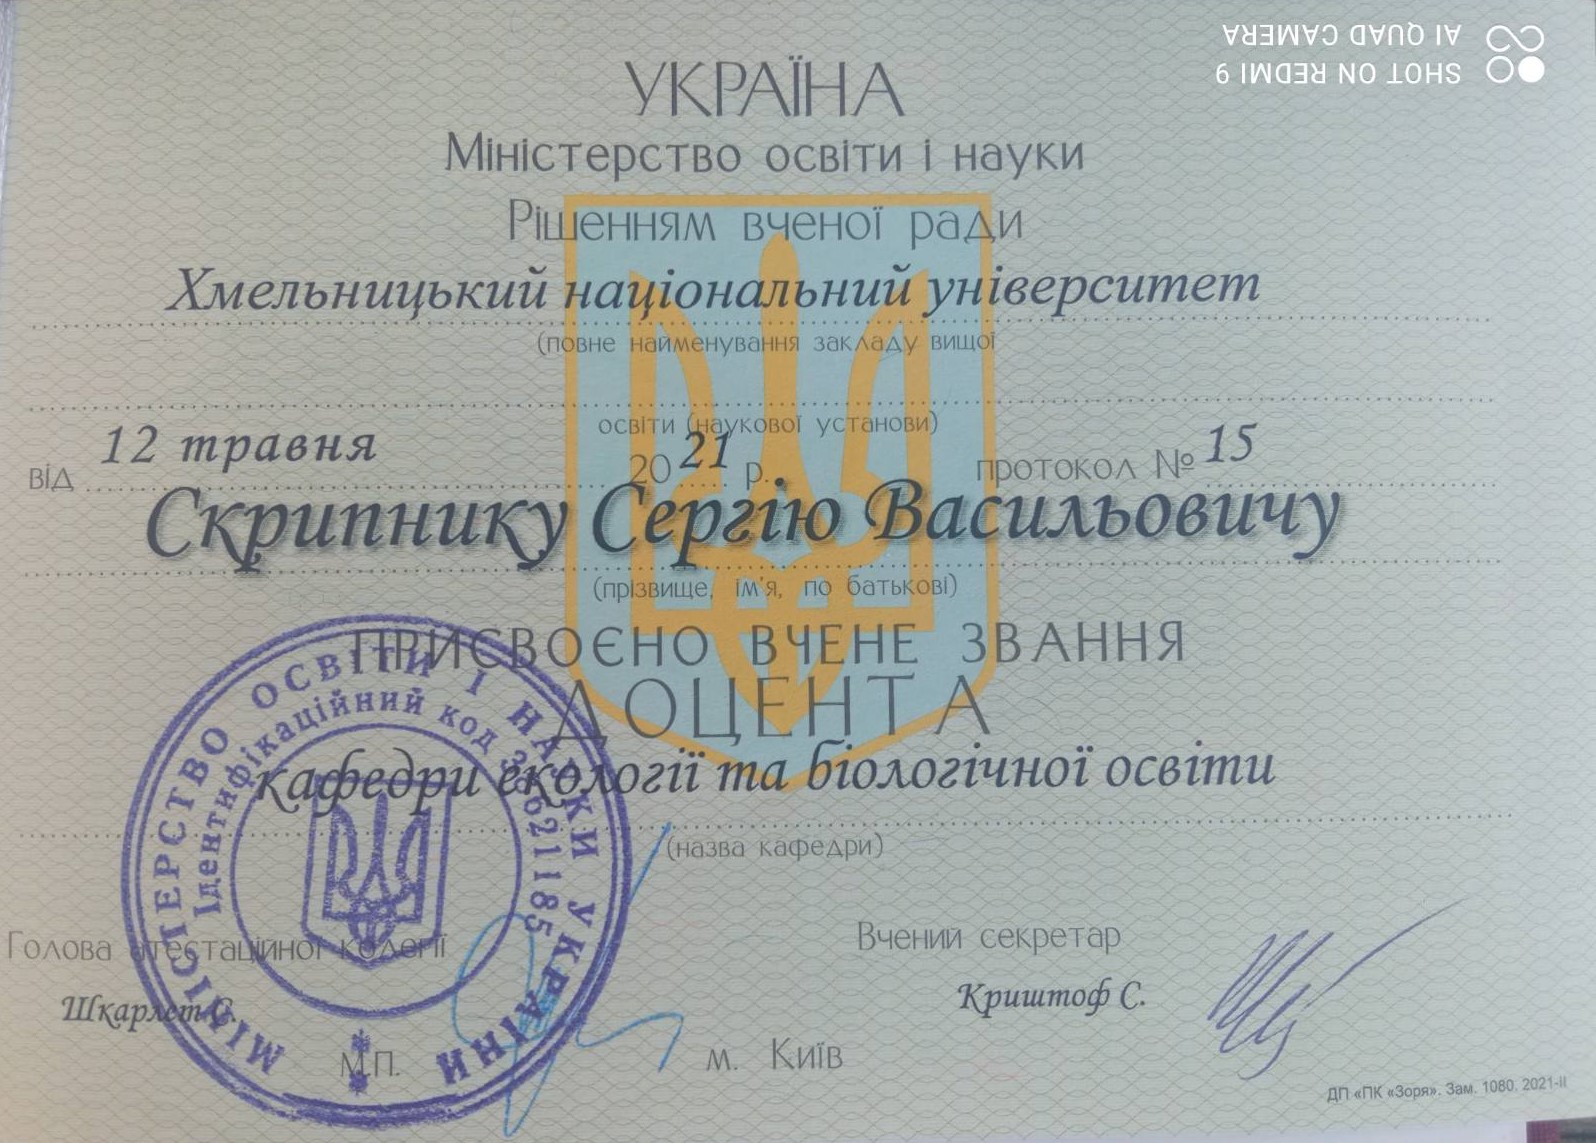 SHOT ON REDMI 9
AI QUAD CAMERA
УКРАЇНА
Міністерство освіти і науки
Рішенням вченої ради
Хмельницький національний університет
(повне найменування закладу вищої
освіти (наукової установи)
від 12 травня 2021 р. протокол № 15
Скрипнику Сергію Васильовичу
(прізвище, ім'я, по батькові)
ПРИСВОЄНО ВЧЕНЕ ЗВАННЯ
ДОЦЕНТА
кафедри екології та біологічної освіти
(назва кафедри)
Голова атестаційної колегії
Вчений секретар
Шкарлет С.
Криштоф С.
М.П.
м. Київ
МІНІСТЕРСТВО ОСВІТИ І НАУКИ УКРАЇНИ
Ідентифікаційний код 38621185
ДП «ПК «Зоря». Зам. 1080. 2021-ІІ